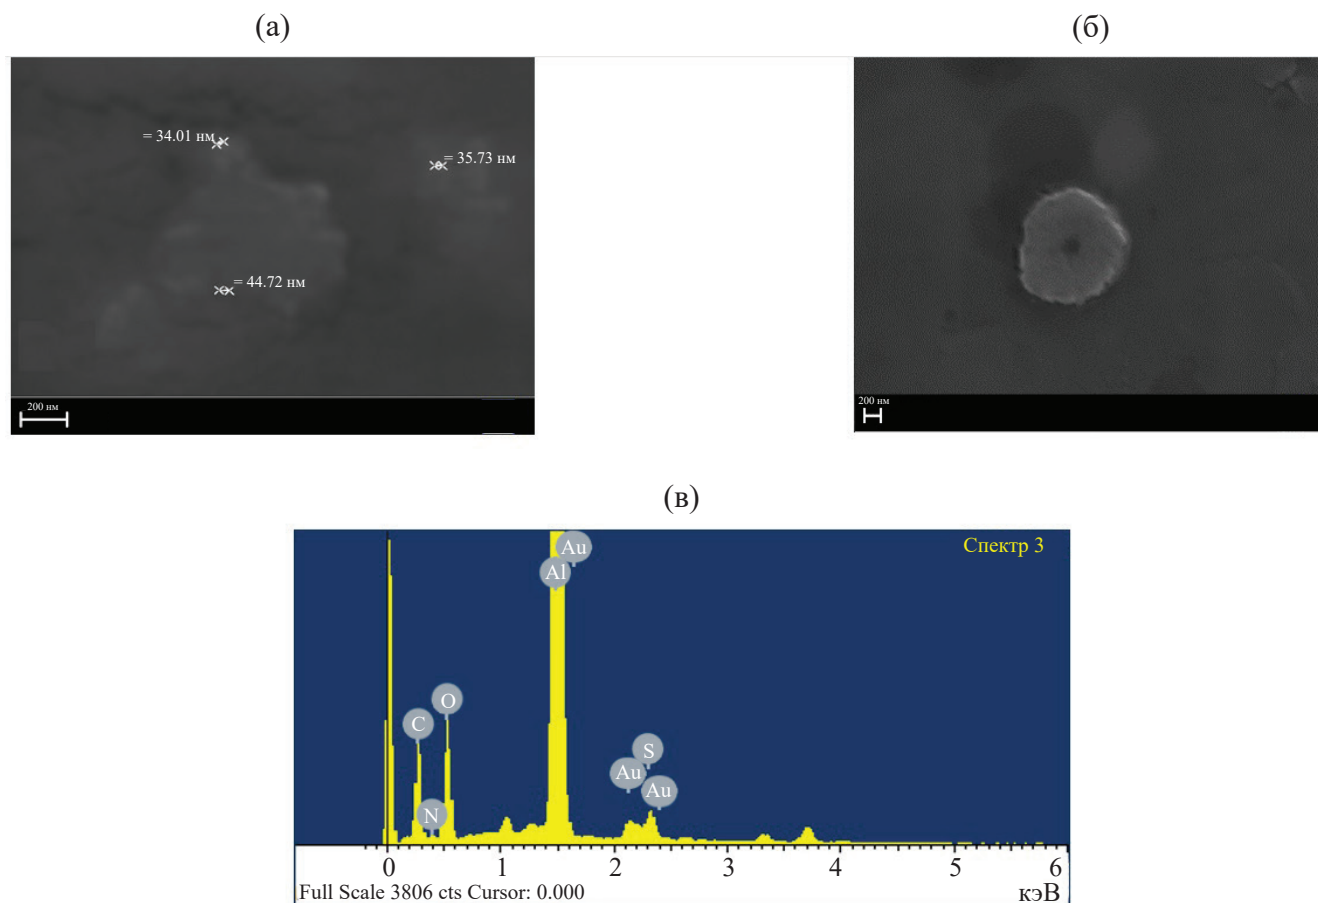 (а)
(б)
= 34.01 нм
= 35.73 нм
= 44.72 нм
200 нм
200 нм
(в)
Спектр 3
Au
Al
O
C
S
Au
Au
N
0 1 2 3 4 5 6
Full Scale 3806 cts Cursor: 0.000
кэВ